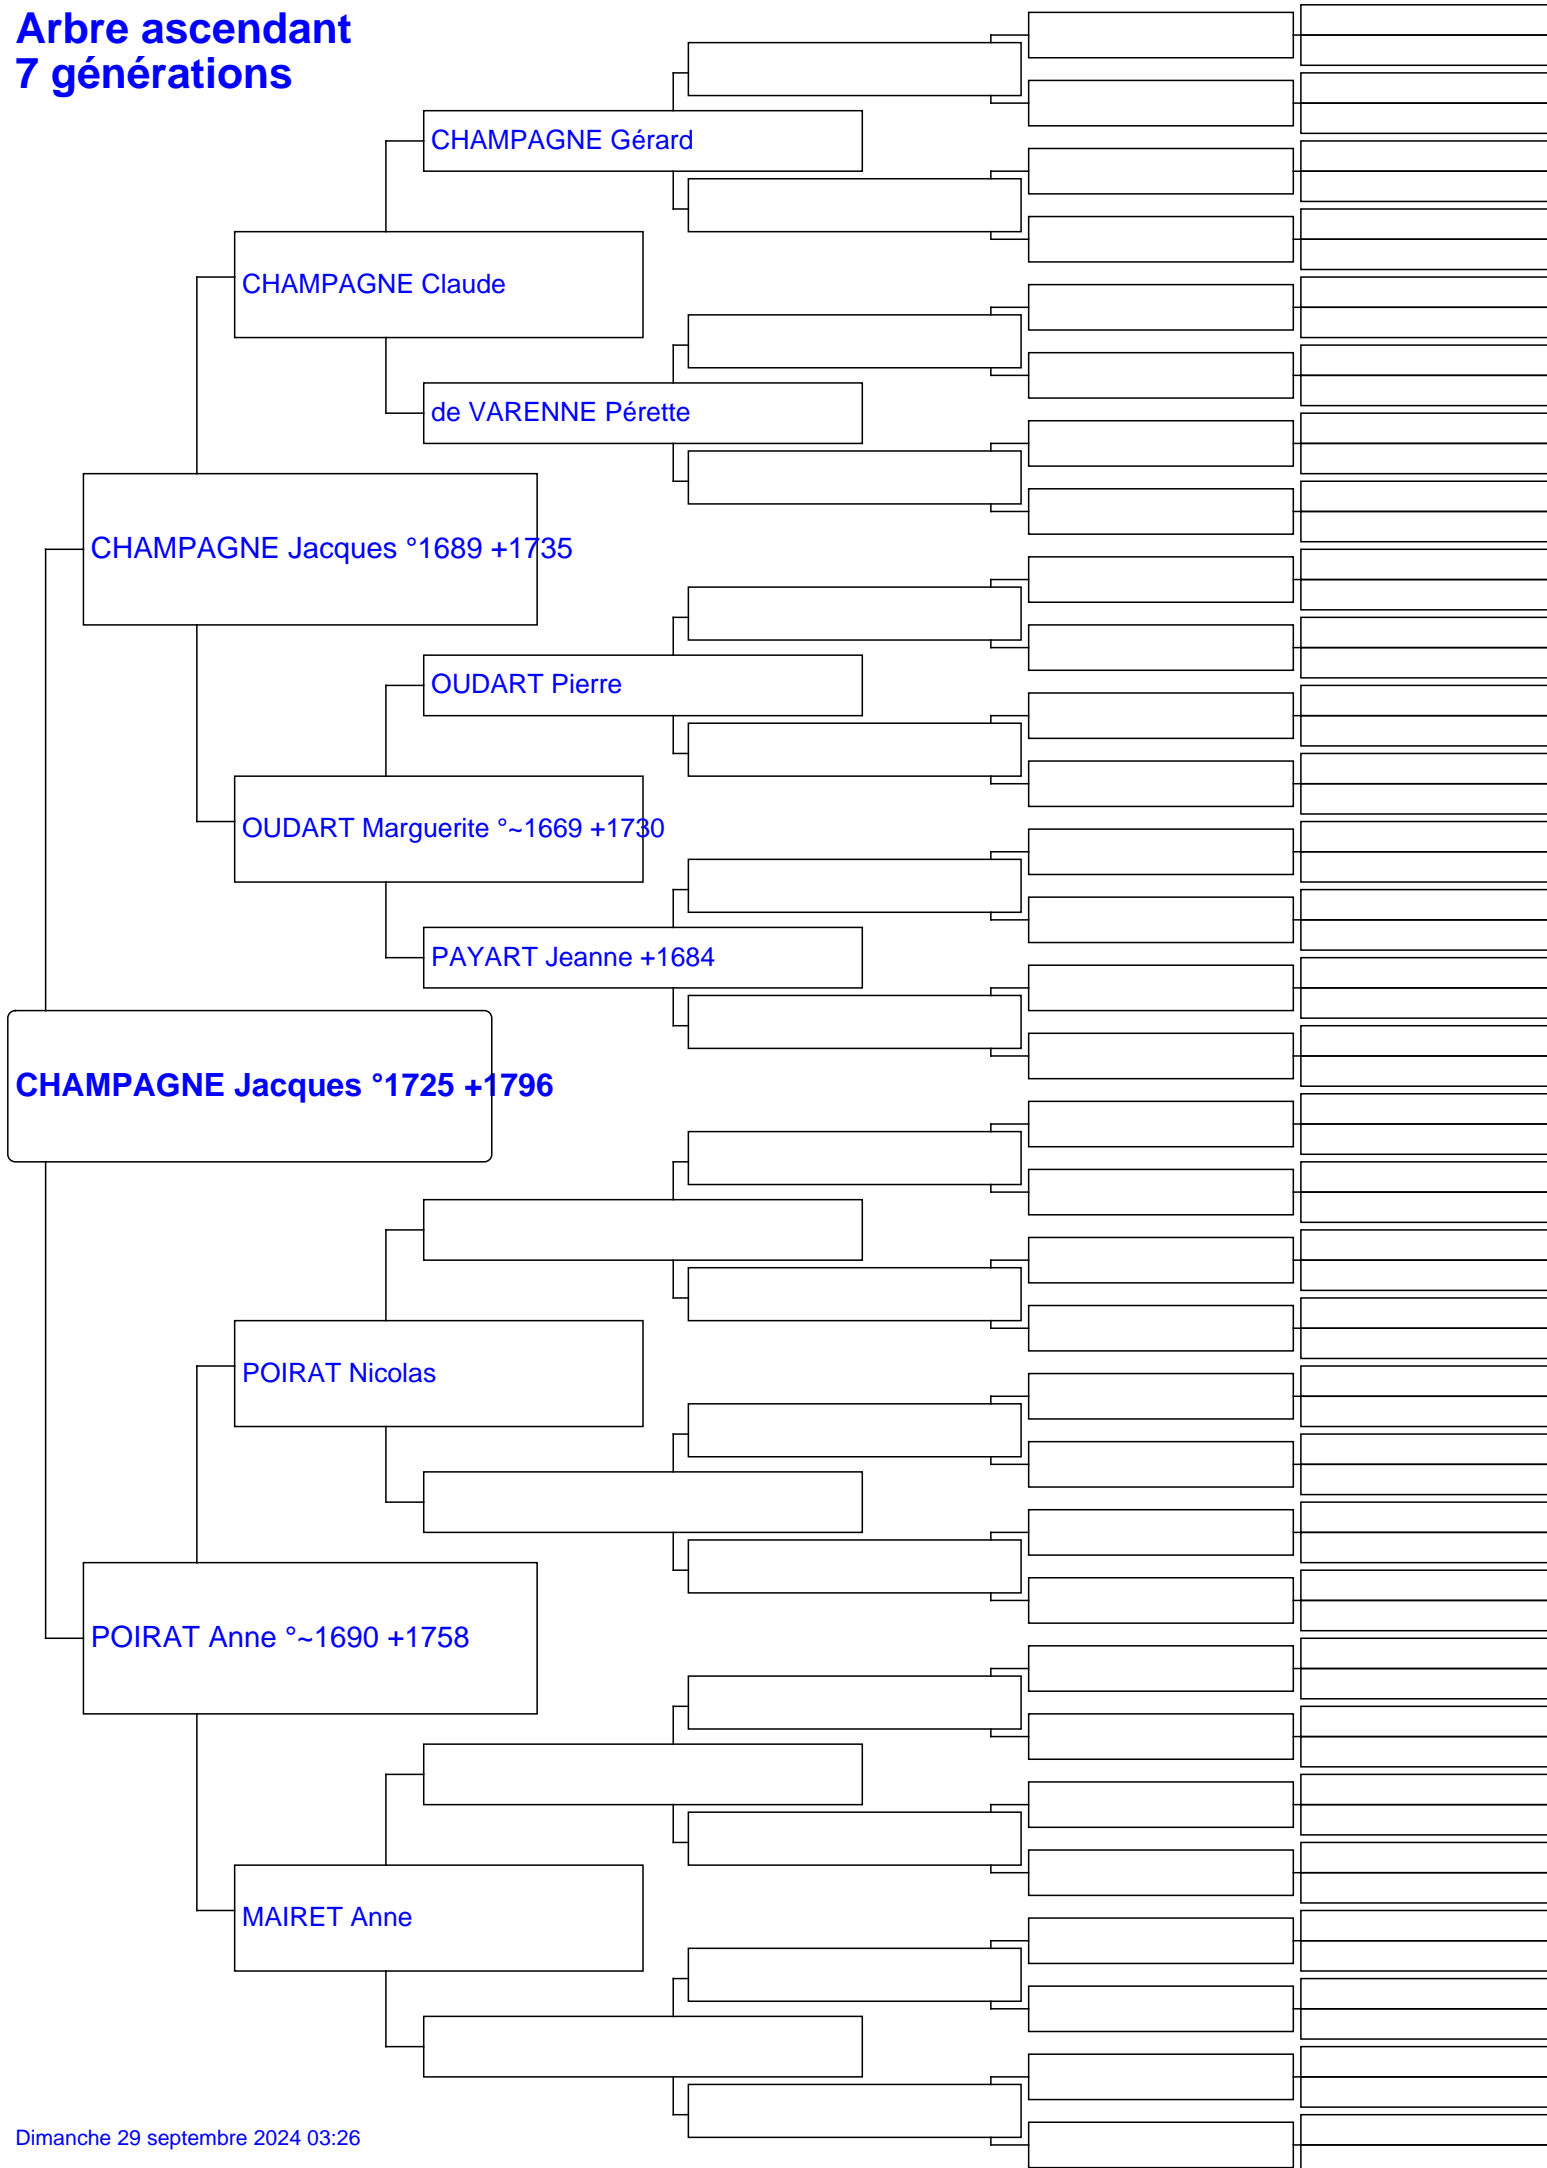 Arbre ascendant
7 générations
CHAMPAGNE Gérard
CHAMPAGNE Claude
de VARENNE Pérette
CHAMPAGNE Jacques °1689 +1735
OUDART Pierre
OUDART Marguerite °~1669 +1730
PAYART Jeanne +1684
CHAMPAGNE Jacques °1725 +1796
POIRAT Nicolas
POIRAT Anne °~1690 +1758
MAIRET Anne
Dimanche 29 septembre 2024 03:26